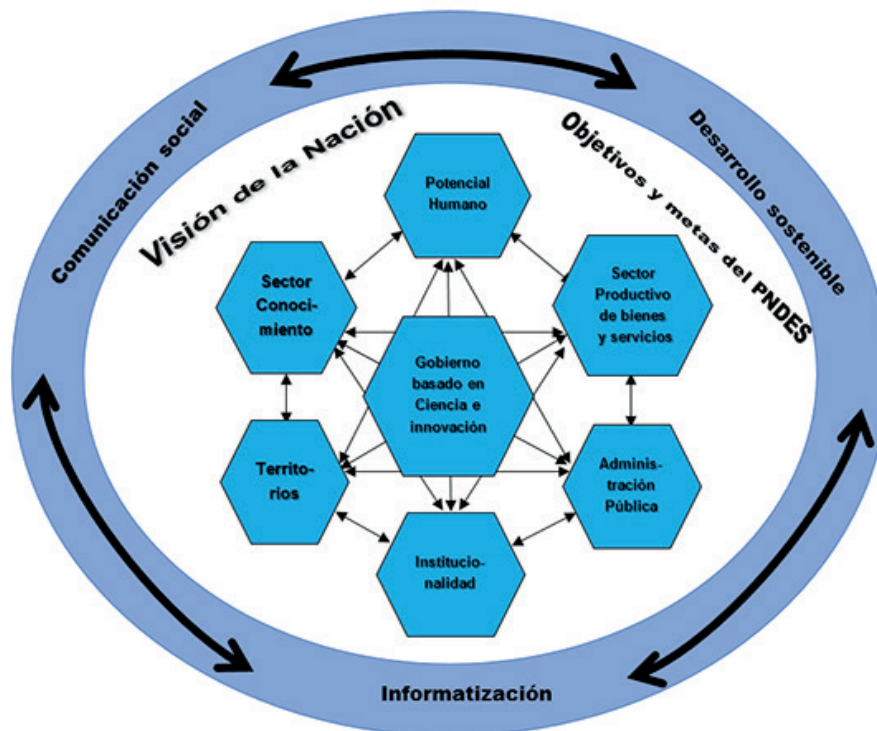 Comunicación social
Desarrollo sostenible
Visión de la Nación
Objetivos y metas del PNDES
Potencial
Humano
Sector
Conoci-
miento
Sector
Productivo
de bienes
y servicios
Gobierno
basado en
Ciencia e
innovación
Territo-
rios
Adminis-
tración
Pública
Institucio-
nalidad
Informatización